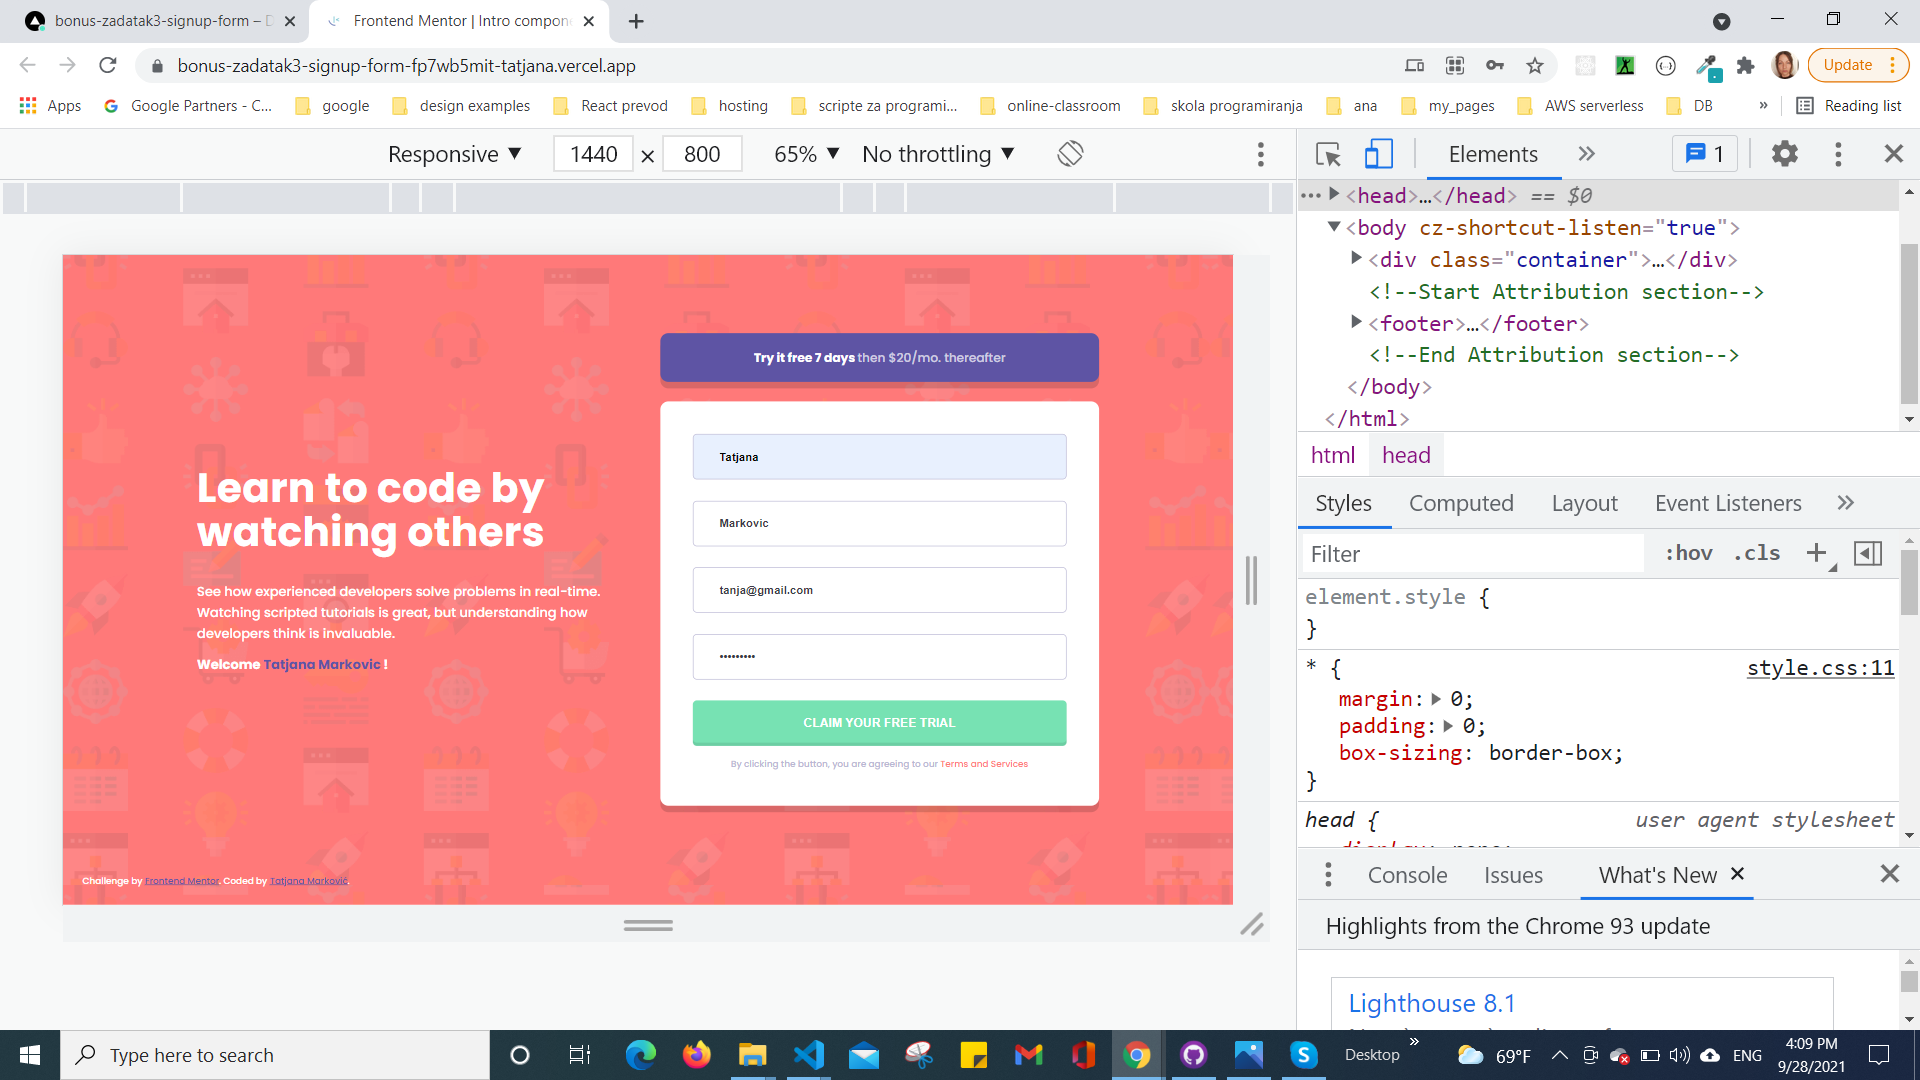 bonus-zadatak3-signup-form – D
Frontend Mentor | Intro compone
bonus-zadatak3-signup-form-fp7wb5mit-tatjana.vercel.app
Update
Apps
Google Partners - C...
google
design examples
React prevod
hosting
scripte za programi...
online-classroom
skola programiranja
ana
my_pages
AWS serverless
DB
»
Reading list
Responsive ▼
1440 × 800
65% ▼
No throttling ▼
Elements
1
<head>…</head> == $0
<body cz-shortcut-listen="true">
<div class="container">…</div>
<!--Start Attribution section-->
<footer>…</footer>
<!--End Attribution section-->
</body>
</html>
html head
Styles Computed Layout Event Listeners
Filter
:hov .cls
element.style {
}
* { style.css:11
margin: 0;
padding: 0;
box-sizing: border-box;
}
head { user agent stylesheet
display: none;
Console Issues What's New
Highlights from the Chrome 93 update
Lighthouse 8.1
Learn to code by
watching others
See how experienced developers solve problems in real-time.
Watching scripted tutorials is great, but understanding how
developers think is invaluable.
Welcome Tatjana Markovic !
Try it free 7 days then $20/mo. thereafter
Tatjana
Markovic
tanja@gmail.com
•••••••••
CLAIM YOUR FREE TRIAL
By clicking the button, you are agreeing to our Terms and Services
Challenge by Frontend Mentor. Coded by Tatjana Marković.
Type here to search
Desktop
»
69°F
ENG
4:09 PM
9/28/2021